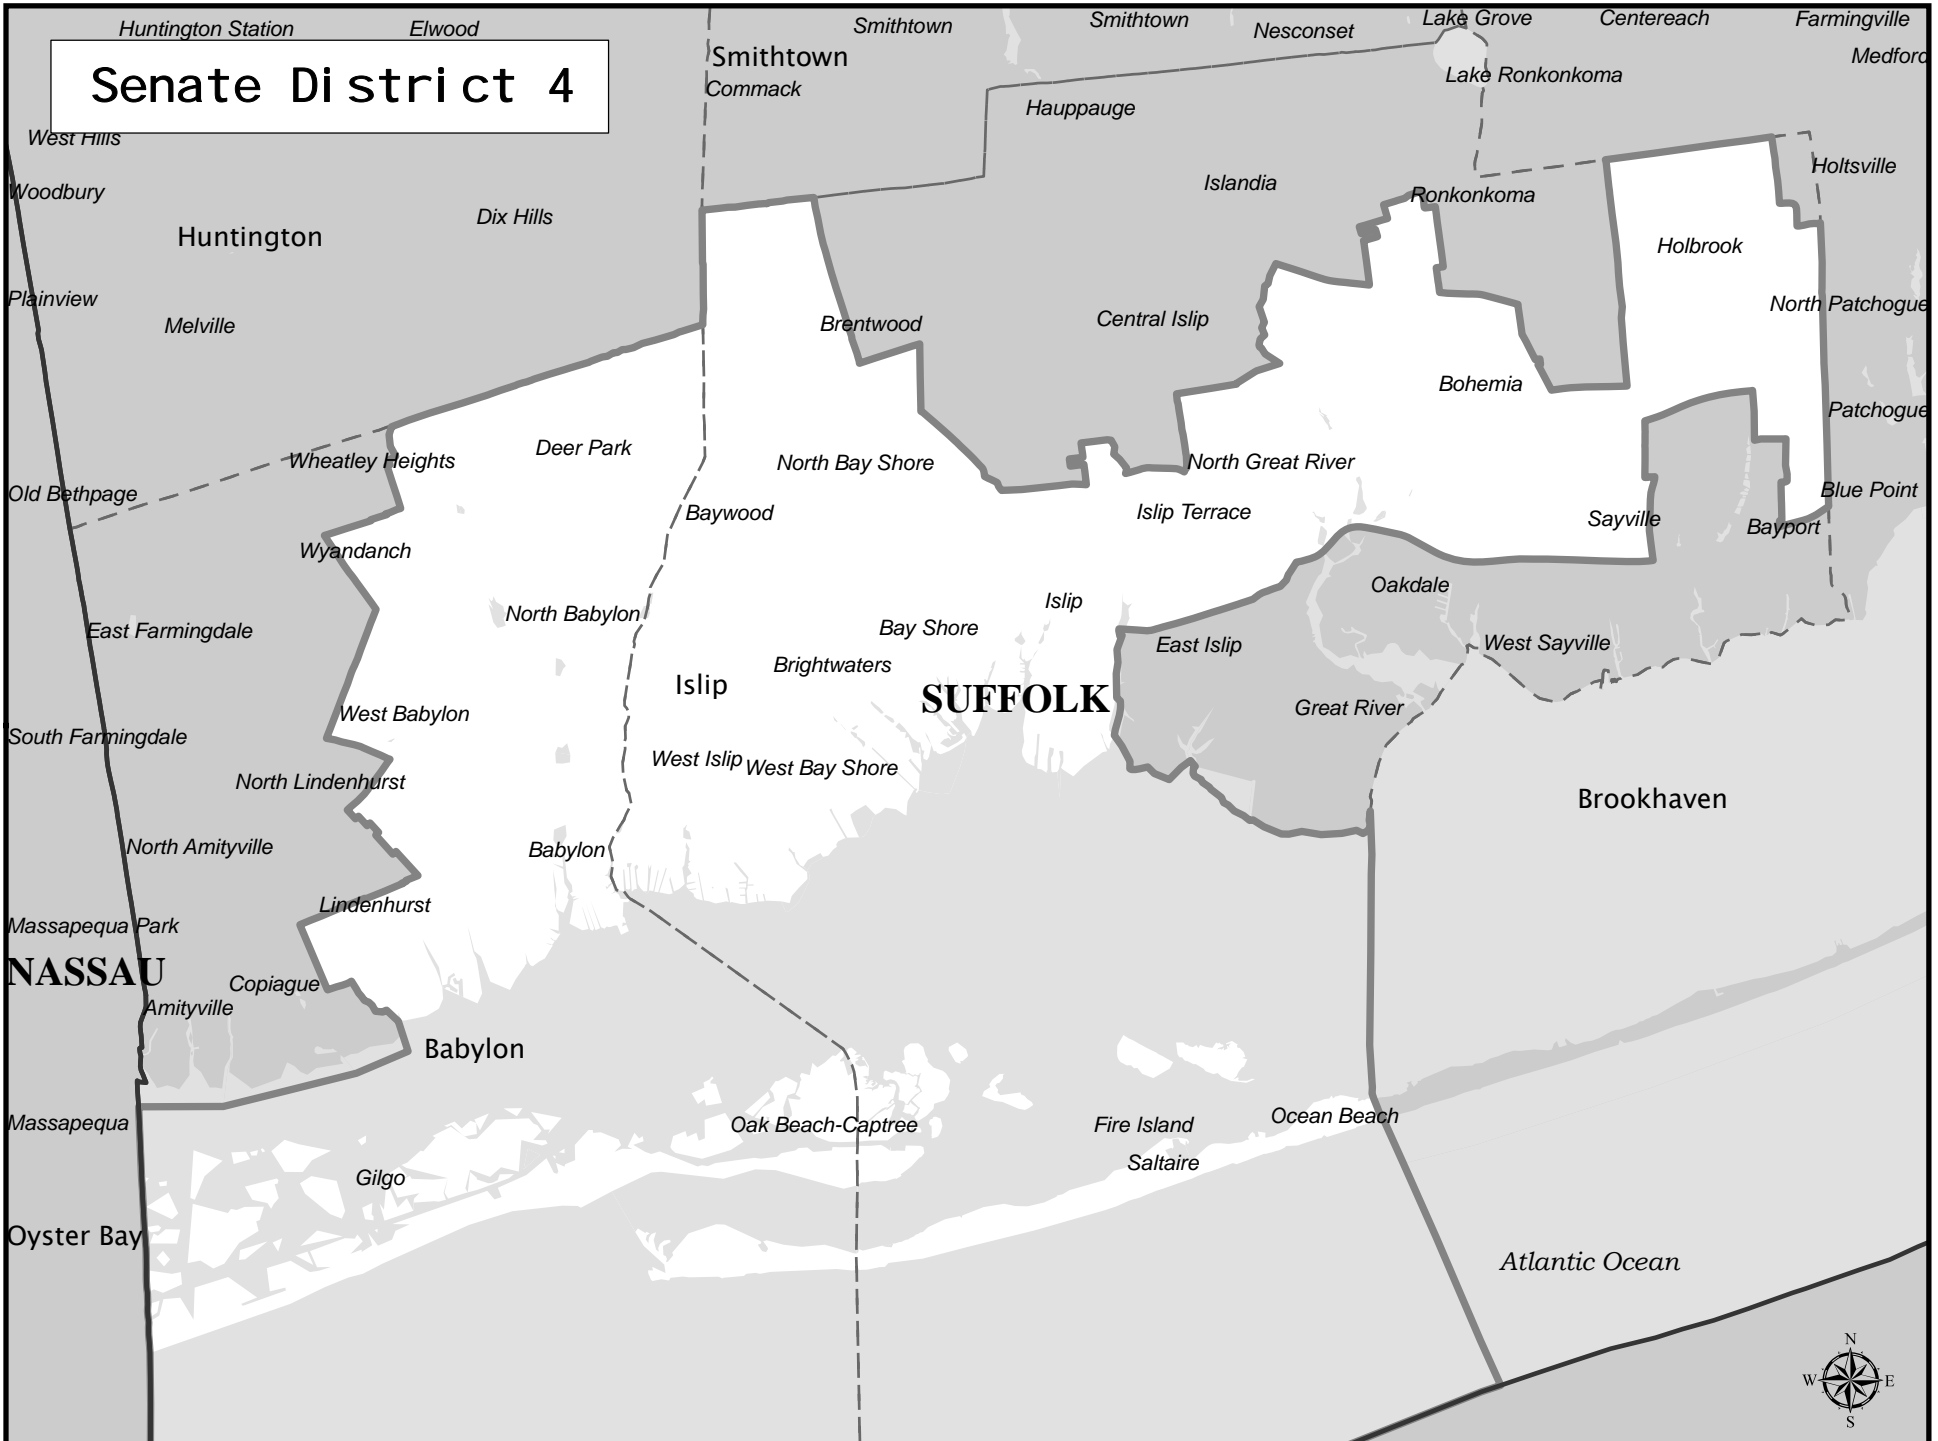 Huntington Station
Elwood
Smithtown
Smithtown
Nesconset
Lake Grove
Centereach
Farmingville
Senate District 4
Smithtown
Commack
Medford
Lake Ronkonkoma
Hauppauge
West Hills
Woodbury
Islandia
Ronkonkoma
Holtsville
Dix Hills
Huntington
Holbrook
Plainview
Melville
Brentwood
Central Islip
North Patchogue
Bohemia
Patchogue
Deer Park
Wheatley Heights
North Bay Shore
North Great River
Old Bethpage
Blue Point
Baywood
Islip Terrace
Sayville
Bayport
Wyandanch
Oakdale
Islip
North Babylon
East Farmingdale
Bay Shore
East Islip
West Sayville
Brightwaters
Islip
SUFFOLK
Great River
West Babylon
South Farmingdale
West Islip
West Bay Shore
North Lindenhurst
Brookhaven
North Amityville
Babylon
Lindenhurst
Massapequa Park
NASSAU
Copiague
Amityville
Babylon
Massapequa
Oak Beach-Captree
Fire Island
Ocean Beach
Saltaire
Gilgo
Oyster Bay
Atlantic Ocean
N
W
E
S